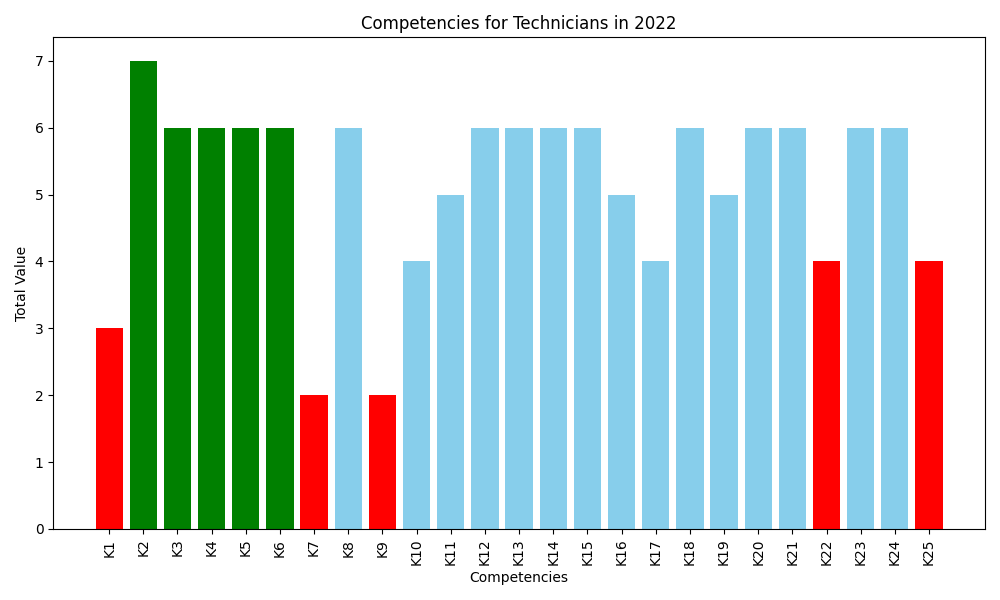 Competencies for Technicians in 2022
Total Value
7
6
5
4
3
2
1
0
K1 K2 K3 K4 K5 K6 K7 K8 K9 K10 K11 K12 K13 K14 K15 K16 K17 K18 K19 K20 K21 K22 K23 K24 K25
Competencies